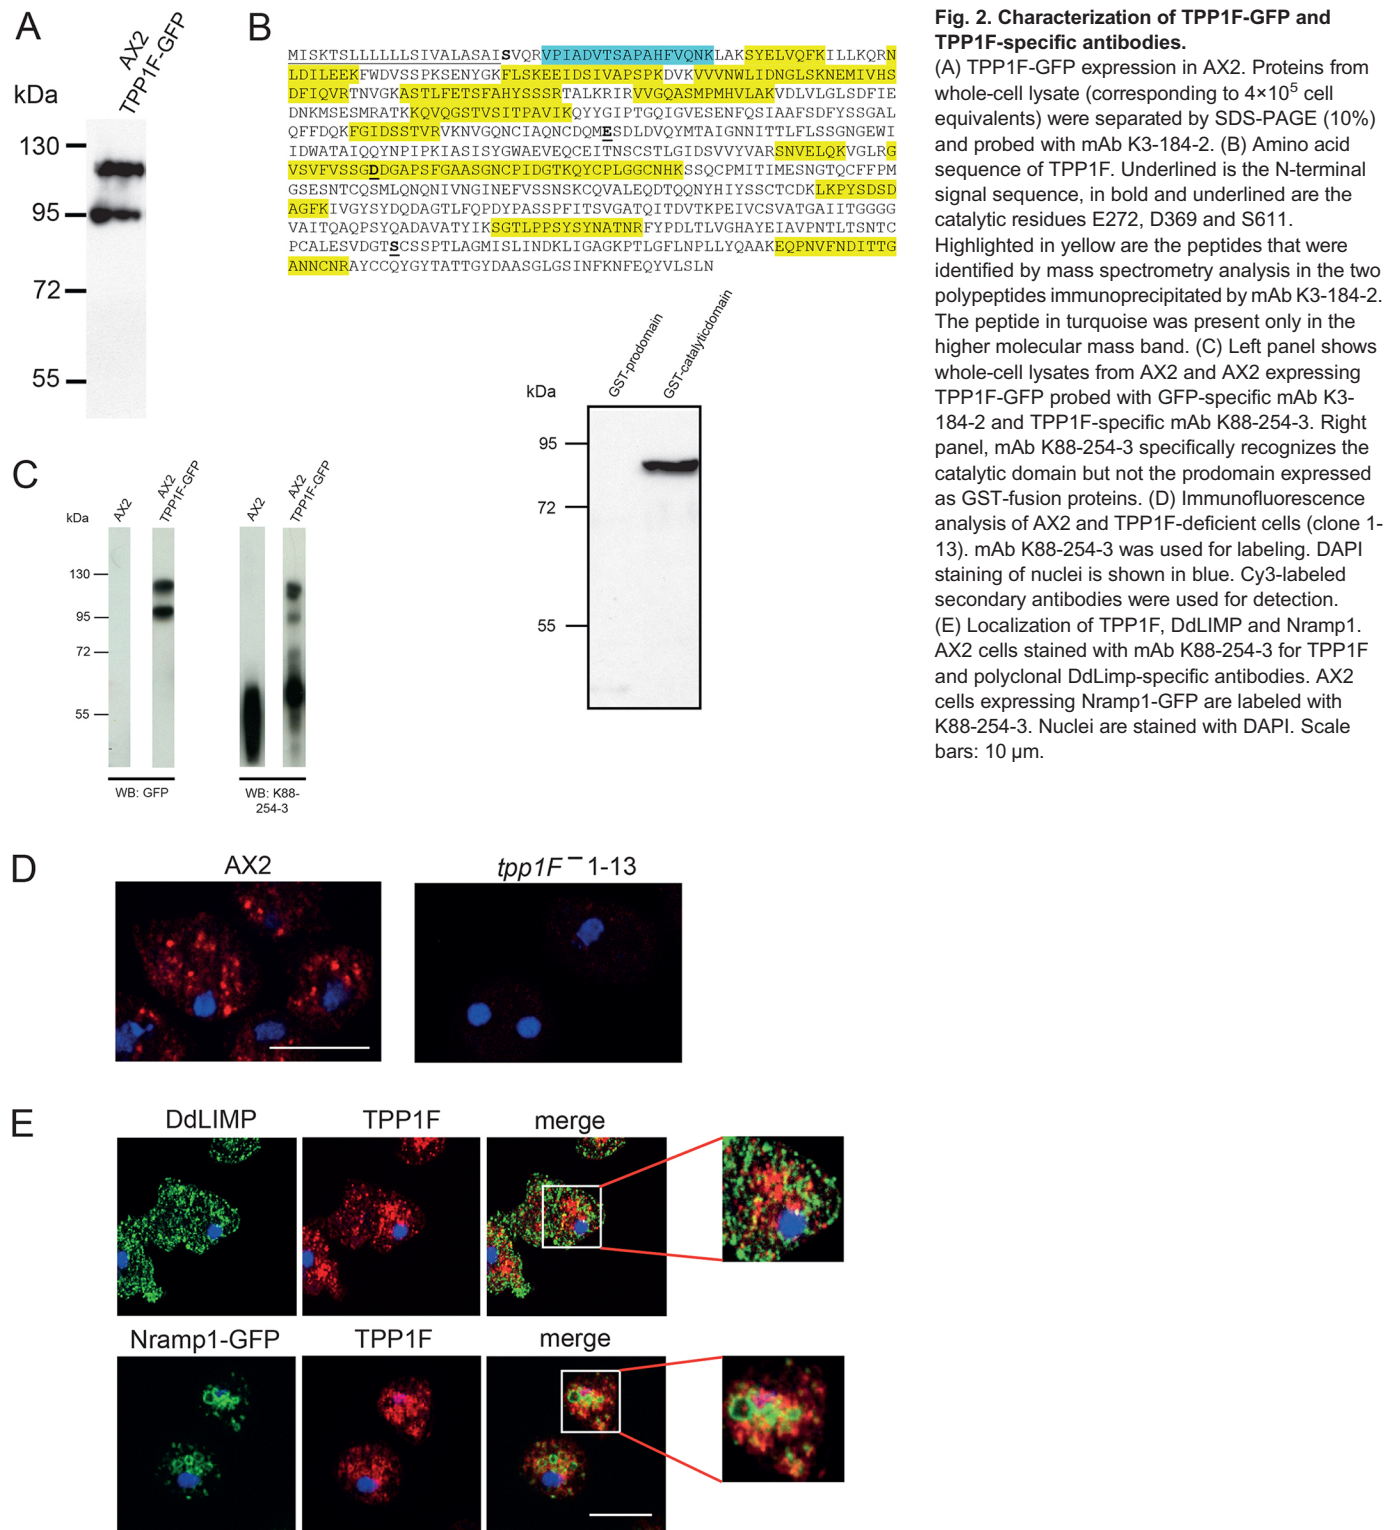 A
AX2
TPP1F-GFP
kDa
130
95
72
55
B
MISKTSLLLLLLSIVALASAISVQRVPIADVTSAPAHFVQNKLAKSYELVQFKILLKQRN
LDILEEKFWDVSSPKSENYGKFLSKEEIDSIVAPSPKDVKVVVNWLIDNGLSKNEMIVHS
DFIQVRTNVGKASTLFETSFAHYSSSRTALKRIRVVGQASMPMHVLAKVDLVLGLSDFIE
DNKMSESMRATKKQVQGSTVSITPAVIKQYYGIPTGQIGVESENFQSIAAFSDFYSSGAL
QFFDQKFGIDSSTVRVKNVGQNCIAQNCDQMESDLDVQYMTAIGNNITTLFLSSGNGEWI
IDWATAIQQYNPIPKIASISYGWAEVEQCEITNSCSTLGIDSVVYVARSNVELQKVGLRG
VSVFVSSGDDGAPSFGAASGNCPIDGTKQYCPLGGCNHKSSQCPMITIMESNGTQCFFPM
GSESNTCQSMLQNQNNIVNGINEFVSSNSKCQVALEQDTQQNYHIYSSCTCDKLKPYSDSD
AGFKIVGYSYDQDAGTLFQPDYPASSPFITSVGATQITDVTKPEIVCSVATGAIITGGGG
VAITQAQPSYQADAVATYIKSGTLPPSYSYNATNRFYPDLTLVGHAYEIAVPNTLTSNTC
PCALESVDGTSCSSPTLAGMISLINDKLIGAGKPTLGFLNPLLYQAAKEQPNVFNDITTG
ANNCNRAYCCQYGYTATTGYDAASGLGSINFKNFEQYVLSLN
kDa
GST-prodomain
GST-catalyticdomain
95
72
55
C
kDa
AX2
AX2
TPP1F-GFP
AX2
AX2
TPP1F-GFP
130
95
72
55
WB: GFP
WB: K88-
254-3
D
AX2
tpp1F⁻ 1-13
E
DdLIMP
TPP1F
merge
Nramp1-GFP
TPP1F
merge
Fig. 2. Characterization of TPP1F-GFP and
TPP1F-specific antibodies.
(A) TPP1F-GFP expression in AX2. Proteins from
whole-cell lysate (corresponding to 4×10⁵ cell
equivalents) were separated by SDS-PAGE (10%)
and probed with mAb K3-184-2. (B) Amino acid
sequence of TPP1F. Underlined is the N-terminal
signal sequence, in bold and underlined are the
catalytic residues E272, D369 and S611.
Highlighted in yellow are the peptides that were
identified by mass spectrometry analysis in the two
polypeptides immunoprecipitated by mAb K3-184-2.
The peptide in turquoise was present only in the
higher molecular mass band. (C) Left panel shows
whole-cell lysates from AX2 and AX2 expressing
TPP1F-GFP probed with GFP-specific mAb K3-
184-2 and TPP1F-specific mAb K88-254-3. Right
panel, mAb K88-254-3 specifically recognizes the
catalytic domain but not the prodomain expressed
as GST-fusion proteins. (D) Immunofluorescence
analysis of AX2 and TPP1F-deficient cells (clone 1-
13). mAb K88-254-3 was used for labeling. DAPI
staining of nuclei is shown in blue. Cy3-labeled
secondary antibodies were used for detection.
(E) Localization of TPP1F, DdLIMP and Nramp1.
AX2 cells stained with mAb K88-254-3 for TPP1F
and polyclonal DdLimp-specific antibodies. AX2
cells expressing Nramp1-GFP are labeled with
K88-254-3. Nuclei are stained with DAPI. Scale
bars: 10 µm.